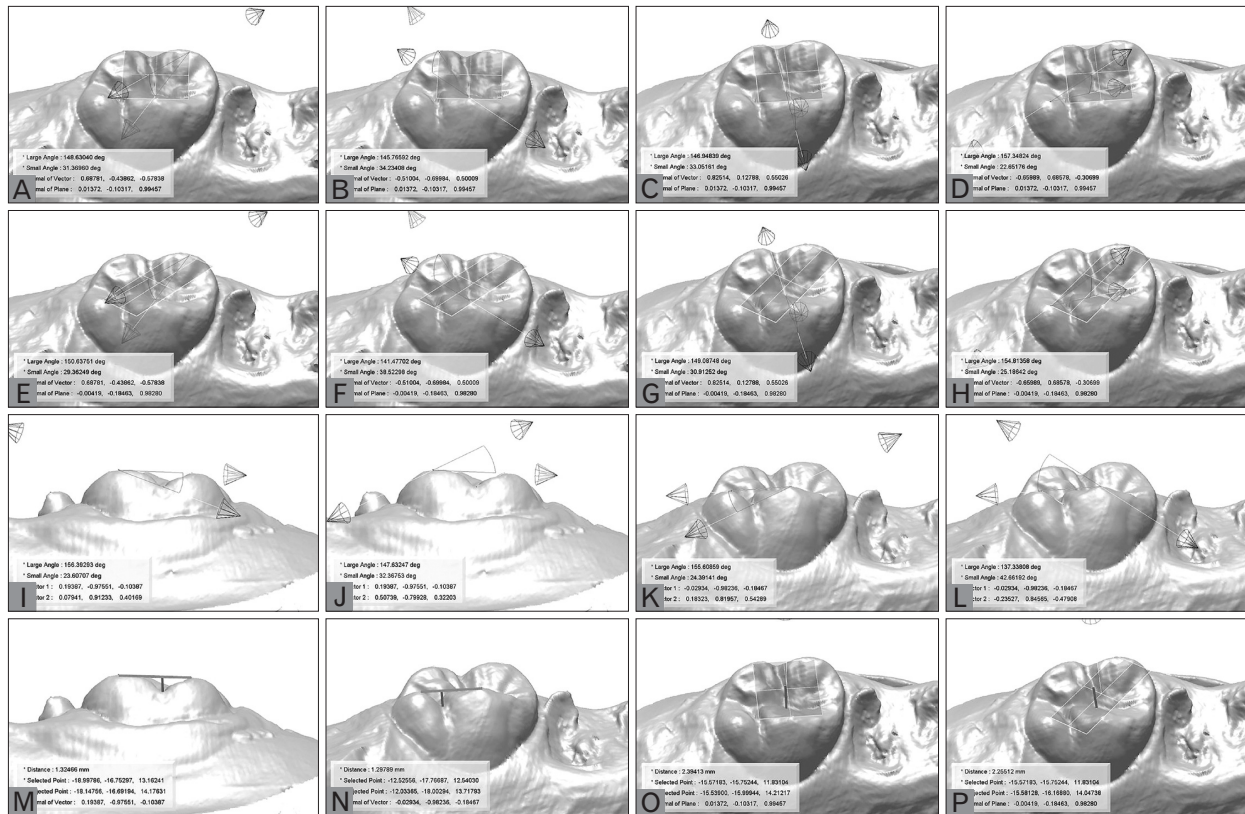 * Large Angle : 148.63040 deg
* Small Angle : 31.36960 deg
mal of Vector : 0.68781, -0.43862, -0.57838
mal of Plane : 0.01372, -0.10317, 0.99457
A
* Large Angle : 145.76592 deg
* Small Angle : 34.23408 deg
mal of Vector : -0.51004, -0.69984, 0.50009
mal of Plane : 0.01372, -0.10317, 0.99457
B
* Large Angle : 146.94839 deg
* Small Angle : 33.05161 deg
mal of Vector : 0.82514, 0.12788, 0.55026
mal of Plane : 0.01372, -0.10317, 0.99457
C
* Large Angle : 157.34824 deg
* Small Angle : 22.65176 deg
mal of Vector : -0.65989, 0.68578, -0.30699
mal of Plane : 0.01372, -0.10317, 0.99457
D
* Large Angle : 150.63751 deg
* Small Angle : 29.36249 deg
mal of Vector : 0.68781, -0.43862, -0.57838
mal of Plane : -0.00419, -0.18463, 0.98280
E
* Large Angle : 141.47702 deg
* Small Angle : 38.52298 deg
mal of Vector : -0.51004, -0.69984, 0.50009
mal of Plane : -0.00419, -0.18463, 0.98280
F
* Large Angle : 149.08748 deg
* Small Angle : 30.91252 deg
mal of Vector : 0.82514, 0.12788, 0.55026
mal of Plane : -0.00419, -0.18463, 0.98280
G
* Large Angle : 154.81358 deg
* Small Angle : 25.18642 deg
mal of Vector : -0.65989, 0.68578, -0.30699
mal of Plane : -0.00419, -0.18463, 0.98280
H
* Large Angle : 156.39293 deg
* Small Angle : 23.60707 deg
ctor 1 : 0.19387, -0.97551, -0.10387
ctor 2 : 0.07941, 0.91233, 0.40169
I
* Large Angle : 147.63247 deg
* Small Angle : 32.36753 deg
ctor 1 : 0.19387, -0.97551, -0.10387
ctor 2 : 0.50739, -0.79928, 0.32203
J
* Large Angle : 155.60859 deg
* Small Angle : 24.39141 deg
ctor 1 : -0.02934, -0.98236, -0.18467
ctor 2 : 0.18323, 0.81957, 0.54289
K
* Large Angle : 137.33808 deg
* Small Angle : 42.66192 deg
ctor 1 : -0.02934, -0.98236, -0.18467
ctor 2 : -0.23527, 0.84565, -0.47908
L
* Distance : 1.32466 mm
* Selected Point : -18.99786, -16.75297, 13.16241
jected Point : -18.14766, -16.69194, 14.17631
mal of Vector : 0.19387, -0.97551, -0.10387
M
* Distance : 1.29789 mm
* Selected Point : -12.52556, -17.76687, 12.54030
jected Point : -12.03365, -18.00294, 13.71793
mal of Vector : -0.02934, -0.98236, -0.18467
N
* Distance : 2.39413 mm
* Selected Point : -15.57183, -15.75244, 11.83104
jected Point : -15.53900, -15.99944, 14.21217
mal of Plane : 0.01372, -0.10317, 0.99457
O
* Distance : 2.25512 mm
* Selected Point : -15.57183, -15.75244, 11.83104
jected Point : -15.58128, -16.16880, 14.04738
mal of Plane : -0.00419, -0.18463, 0.98280
P